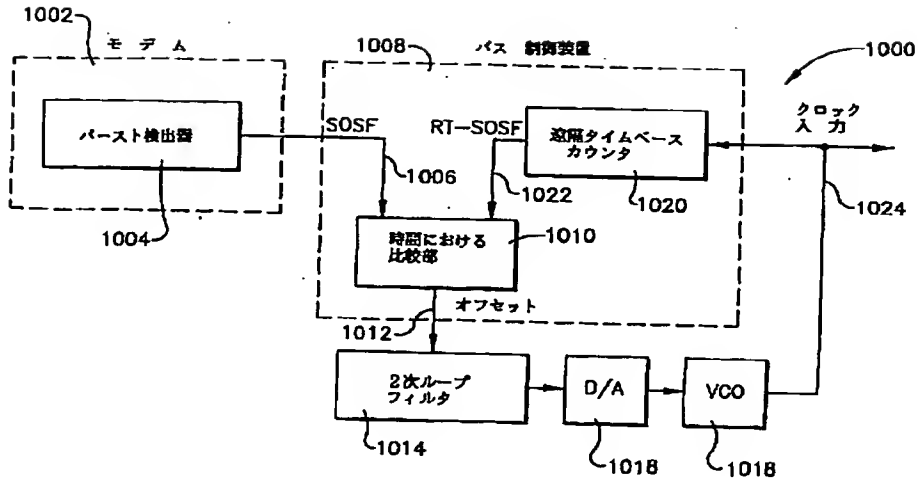 1002
モデム
バースト検出器
1004
SOSF
1006
1008
バス 制御装置
RT-SOSF
1022
遠隔タイムベース
カウンタ
1020
時間における
比較部
1010
オフセット
1012
1000
クロック
入力
1024
2次ループ
フィルタ
1014
D/A
1018
VCO
1018